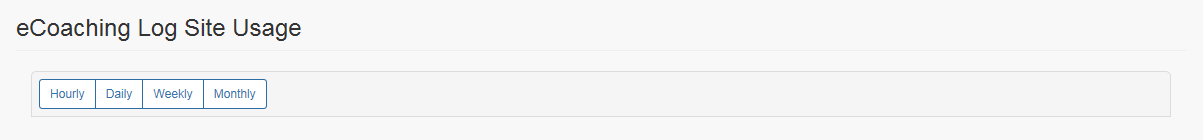 eCoaching Log Site Usage
Hourly Daily Weekly Monthly